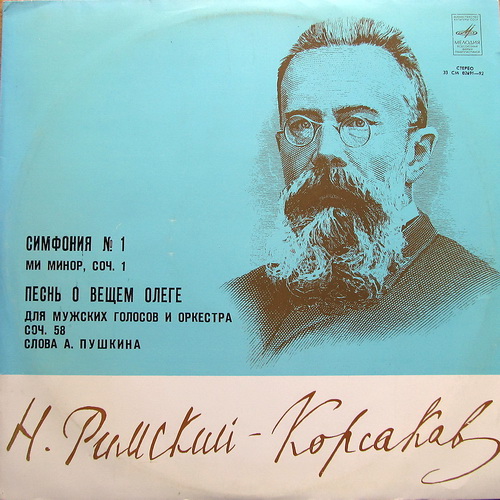 МЕЛОДИЯ
СТЕРЕО
СИМФОНИЯ № 1
МИ МИНОР, СОЧ. 1
ПЕСНЬ О ВЕЩЕМ ОЛЕГЕ
ДЛЯ МУЖСКИХ ГОЛОСОВ И ОРКЕСТРА
СОЧ. 58
СЛОВА А. ПУШКИНА
Н. Римский-Корсаков